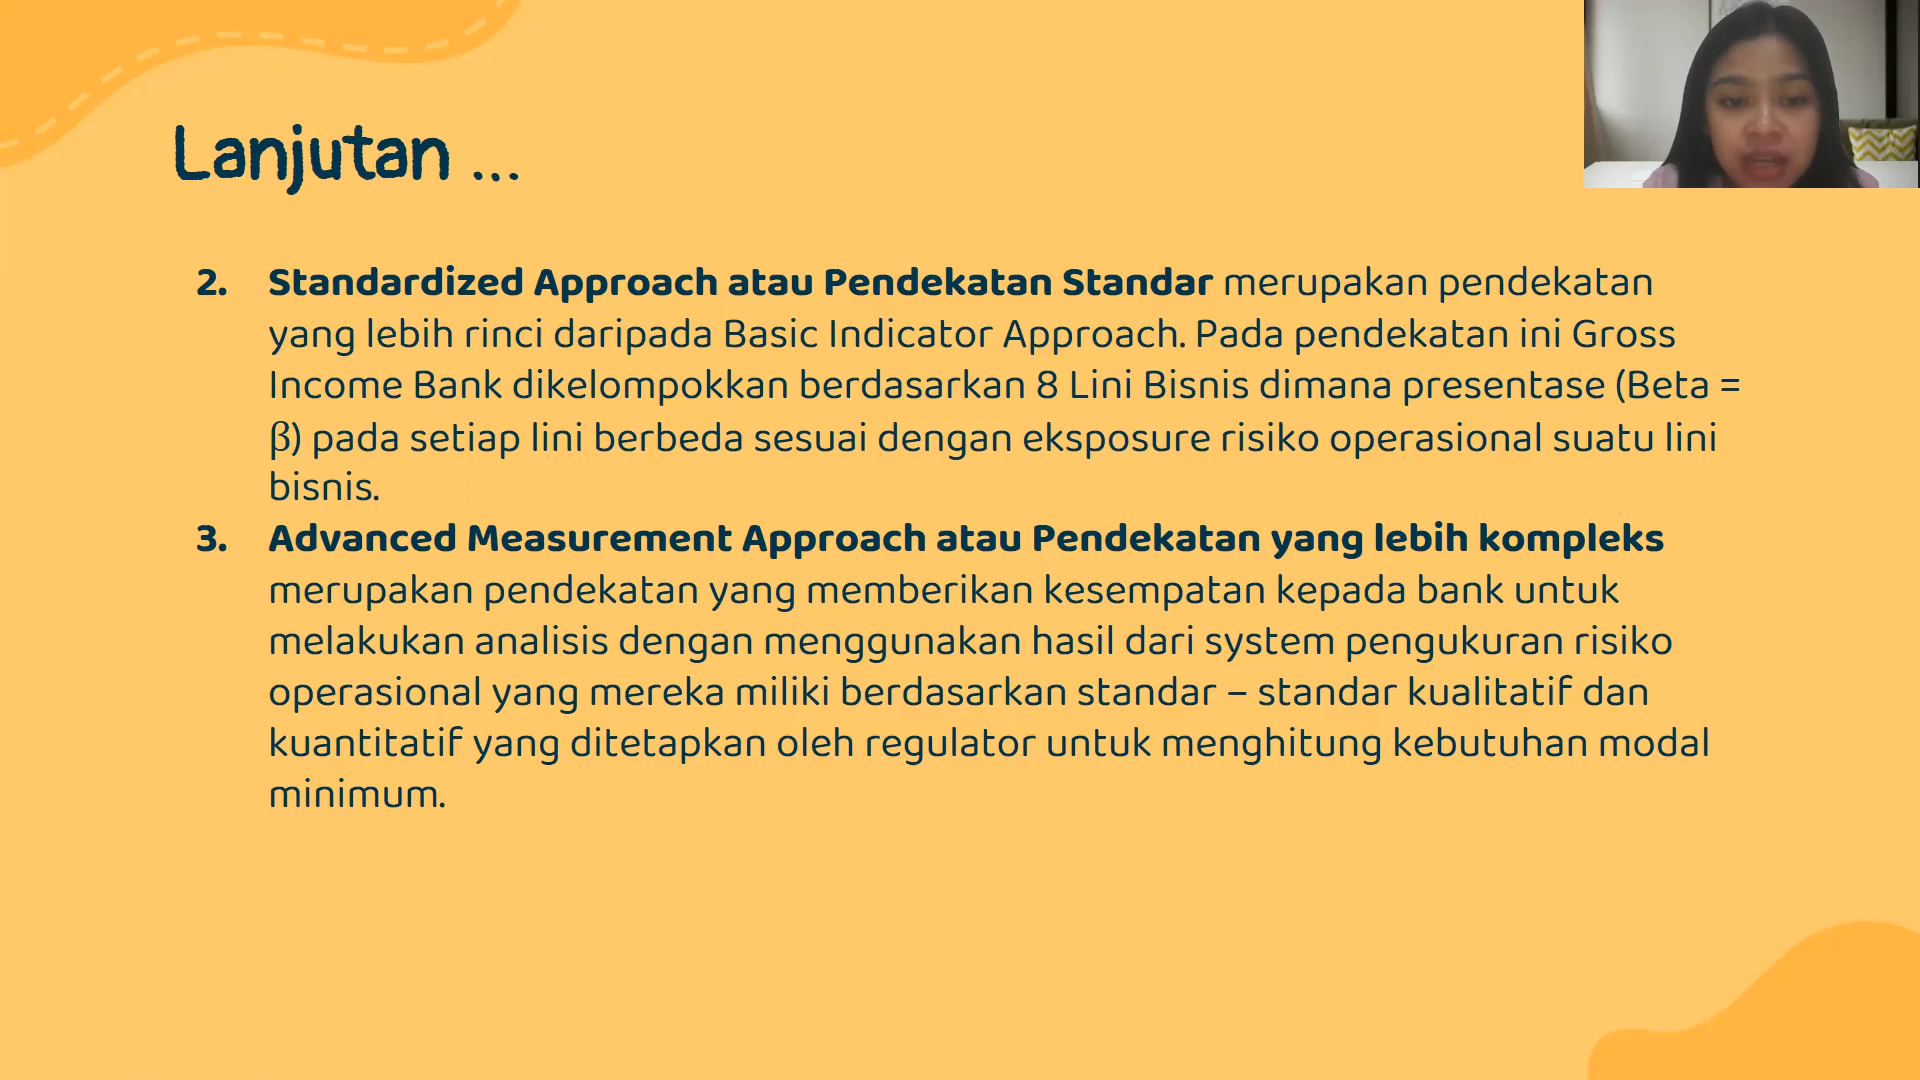 Lanjutan ...
2. Standardized Approach atau Pendekatan Standar merupakan pendekatan
yang lebih rinci daripada Basic Indicator Approach. Pada pendekatan ini Gross
Income Bank dikelompokkan berdasarkan 8 Lini Bisnis dimana presentase (Beta =
β) pada setiap lini berbeda sesuai dengan eksposure risiko operasional suatu lini
bisnis.
3. Advanced Measurement Approach atau Pendekatan yang lebih kompleks
merupakan pendekatan yang memberikan kesempatan kepada bank untuk
melakukan analisis dengan menggunakan hasil dari system pengukuran risiko
operasional yang mereka miliki berdasarkan standar – standar kualitatif dan
kuantitatif yang ditetapkan oleh regulator untuk menghitung kebutuhan modal
minimum.